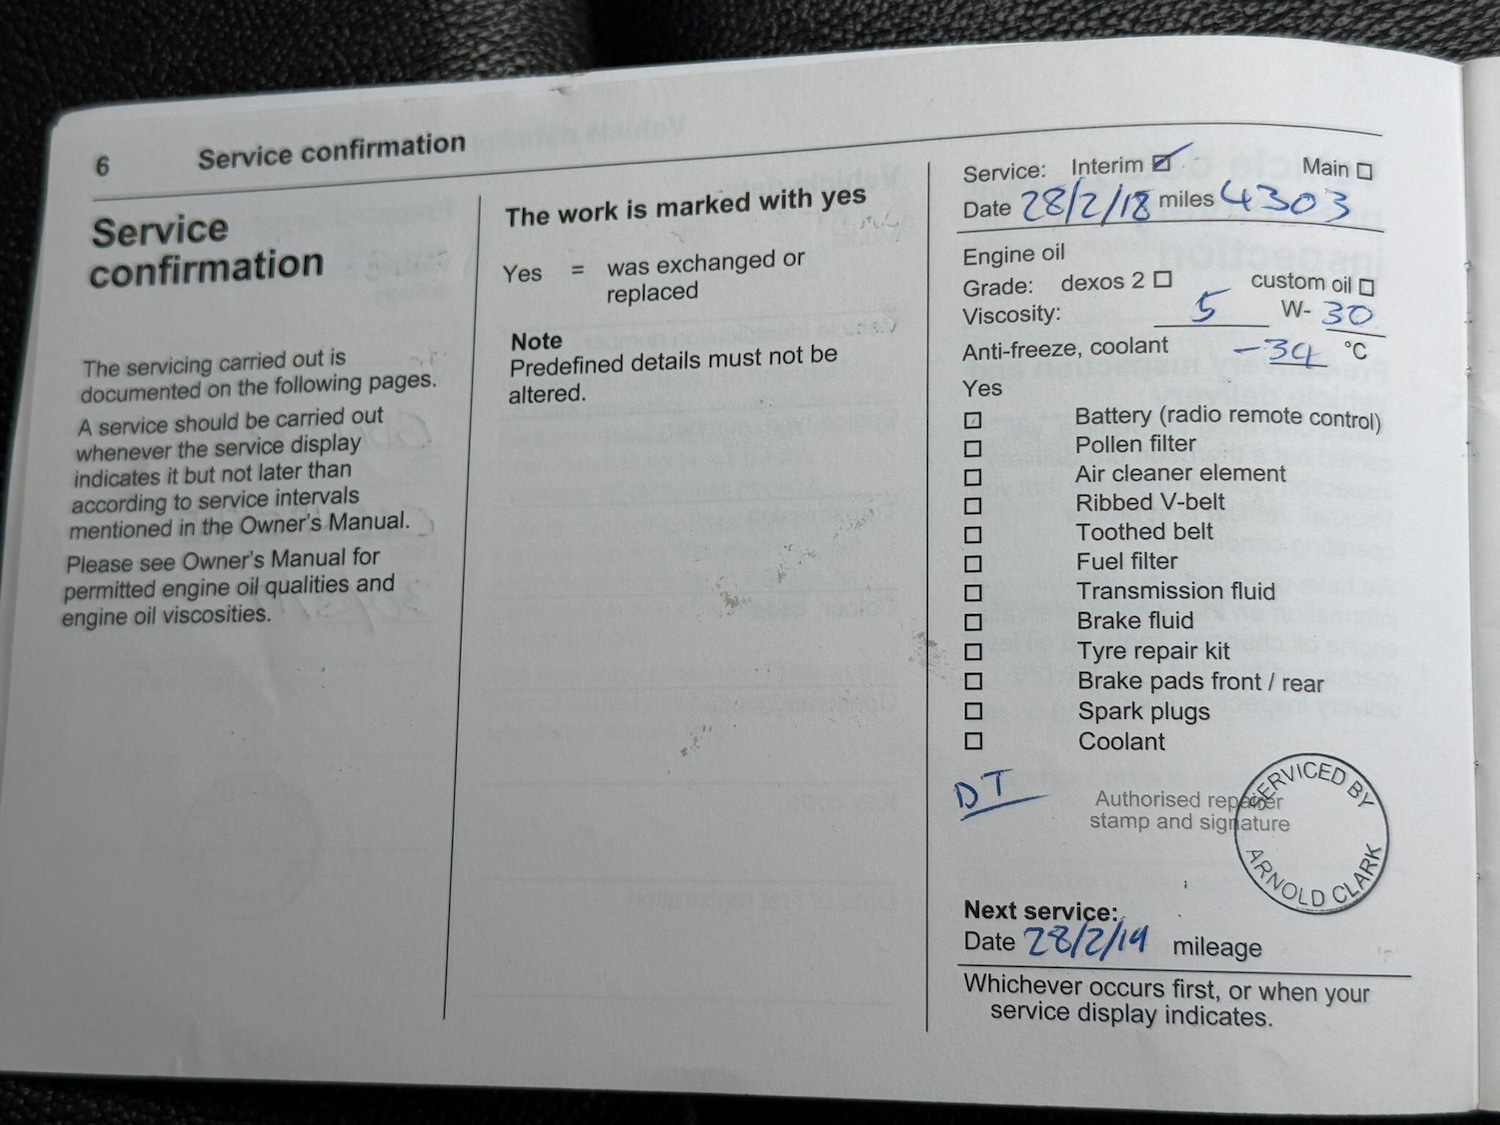 6 Service confirmation
Service
confirmation
The servicing carried out is
documented on the following pages.
A service should be carried out
whenever the service display
indicates it but not later than
according to service intervals
mentioned in the Owner's Manual.
Please see Owner's Manual for
permitted engine oil qualities and
engine oil viscosities.
The work is marked with yes
Yes = was exchanged or
replaced
Note
Predefined details must not be
altered.
Service: Interim Main
Date 28/2/18 miles 4303
Engine oil
Grade: dexos 2 custom oil
Viscosity: 5 W- 30
Anti-freeze, coolant -34 °C
Yes
Battery (radio remote control)
Pollen filter
Air cleaner element
Ribbed V-belt
Toothed belt
Fuel filter
Transmission fluid
Brake fluid
Tyre repair kit
Brake pads front / rear
Spark plugs
Coolant
DT
Authorised repairer
stamp and signature
SERVICED BY
ARNOLD CLARK
Next service:
Date 28/2/19 mileage
Whichever occurs first, or when your
service display indicates.